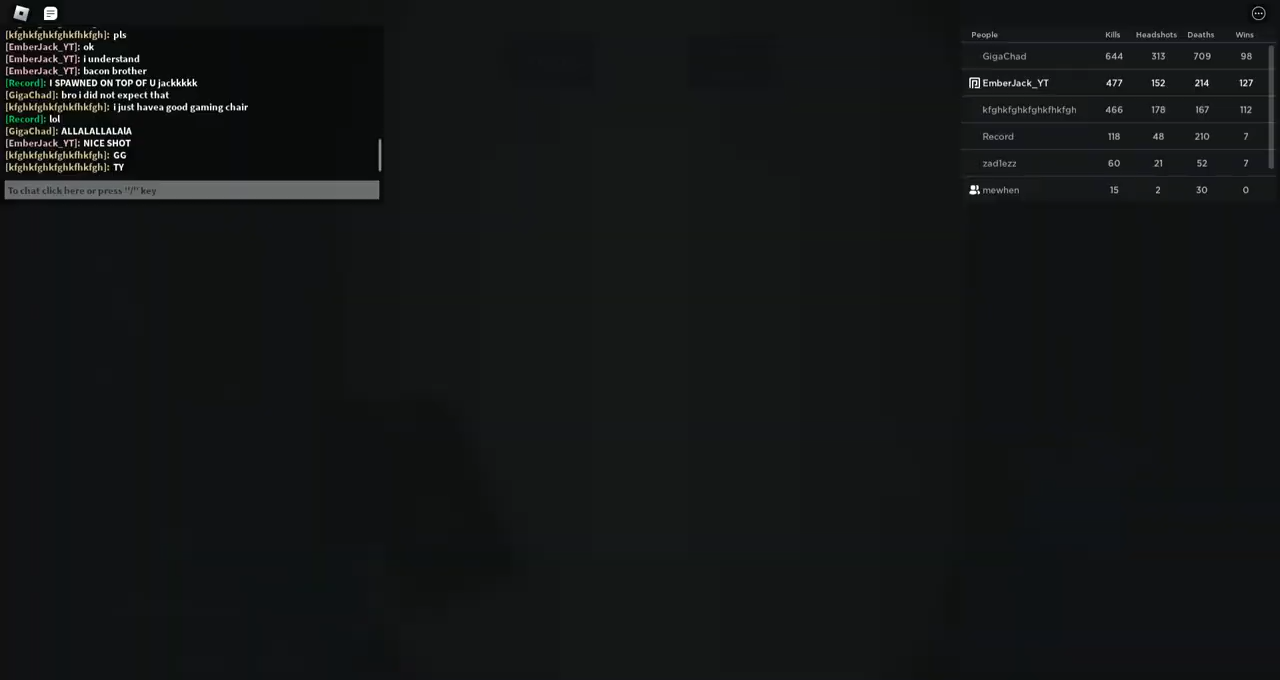 [kfghkfghkfghkfhkfgh]: pls
[EmberJack_YT]: ok
[EmberJack_YT]: i understand
[EmberJack_YT]: bacon brother
[Record]: I SPAWNED ON TOP OF U jackkkkk
[GigaChad]: bro i did not expect that
[kfghkfghkfghkfhkfgh]: i just havea good gaming chair
[Record]: lol
[GigaChad]: ALLALALLALAlA
[EmberJack_YT]: NICE SHOT
[kfghkfghkfghkfhkfgh]: GG
[kfghkfghkfghkfhkfgh]: TY
To chat click here or press "/" key
People Kills Headshots Deaths Wins
GigaChad 644 313 709 98
EmberJack_YT 477 152 214 127
kfghkfghkfghkfhkfgh 466 178 167 112
Record 118 48 210 7
zad1ezz 60 21 52 7
mewhen 15 2 30 0